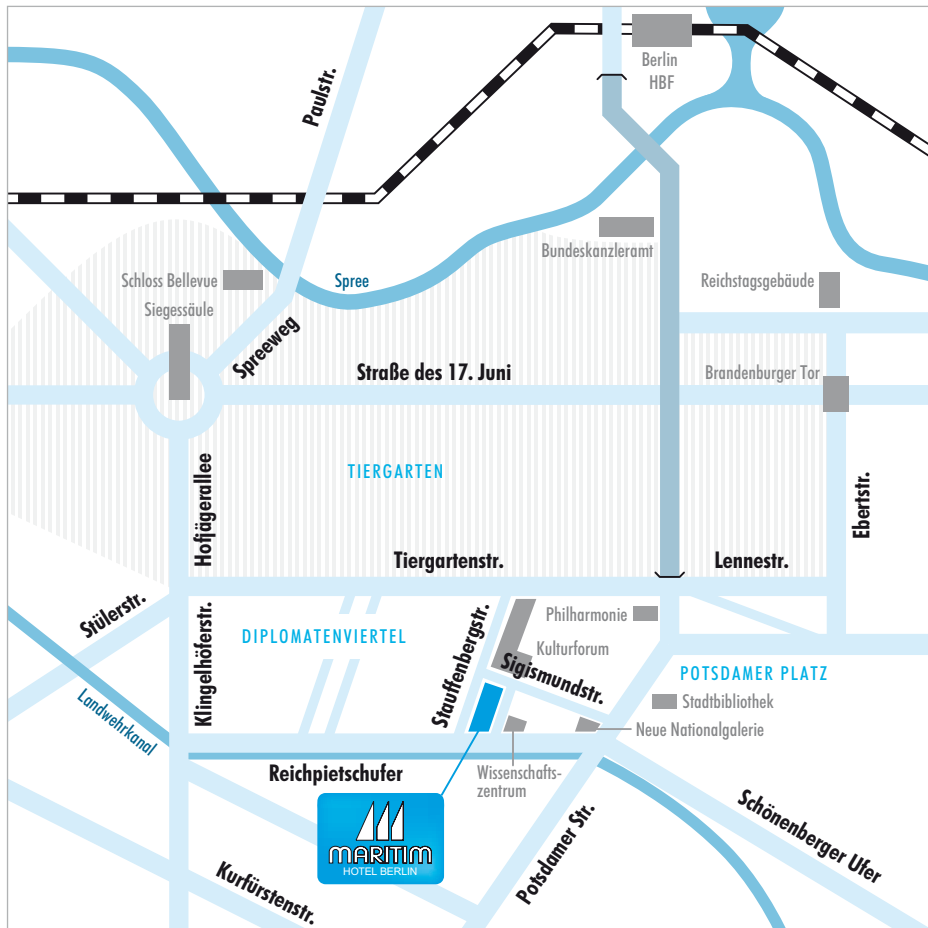 Berlin
HBF
Paulstr.
Bundeskanzleramt
Schloss Bellevue
Spree
Reichstagsgebäude
Siegessäule
Spreeweg
Straße des 17. Juni
Brandenburger Tor
TIERGARTEN
Hofjägerallee
Ebertstr.
Tiergartenstr.
Lennestr.
Stülerstr.
Klingelhöferstr.
DIPLOMATENVIERTEL
Stauffenbergstr.
Philharmonie
Kulturforum
Sigismundstr.
POTSDAMER PLATZ
Stadtbibliothek
Landwehrkanal
Neue Nationalgalerie
Reichpietschufer
Wissenschafts-
zentrum
MARITIM
HOTEL BERLIN
Potsdamer Str.
Schönenberger Ufer
Kurfürstenstr.